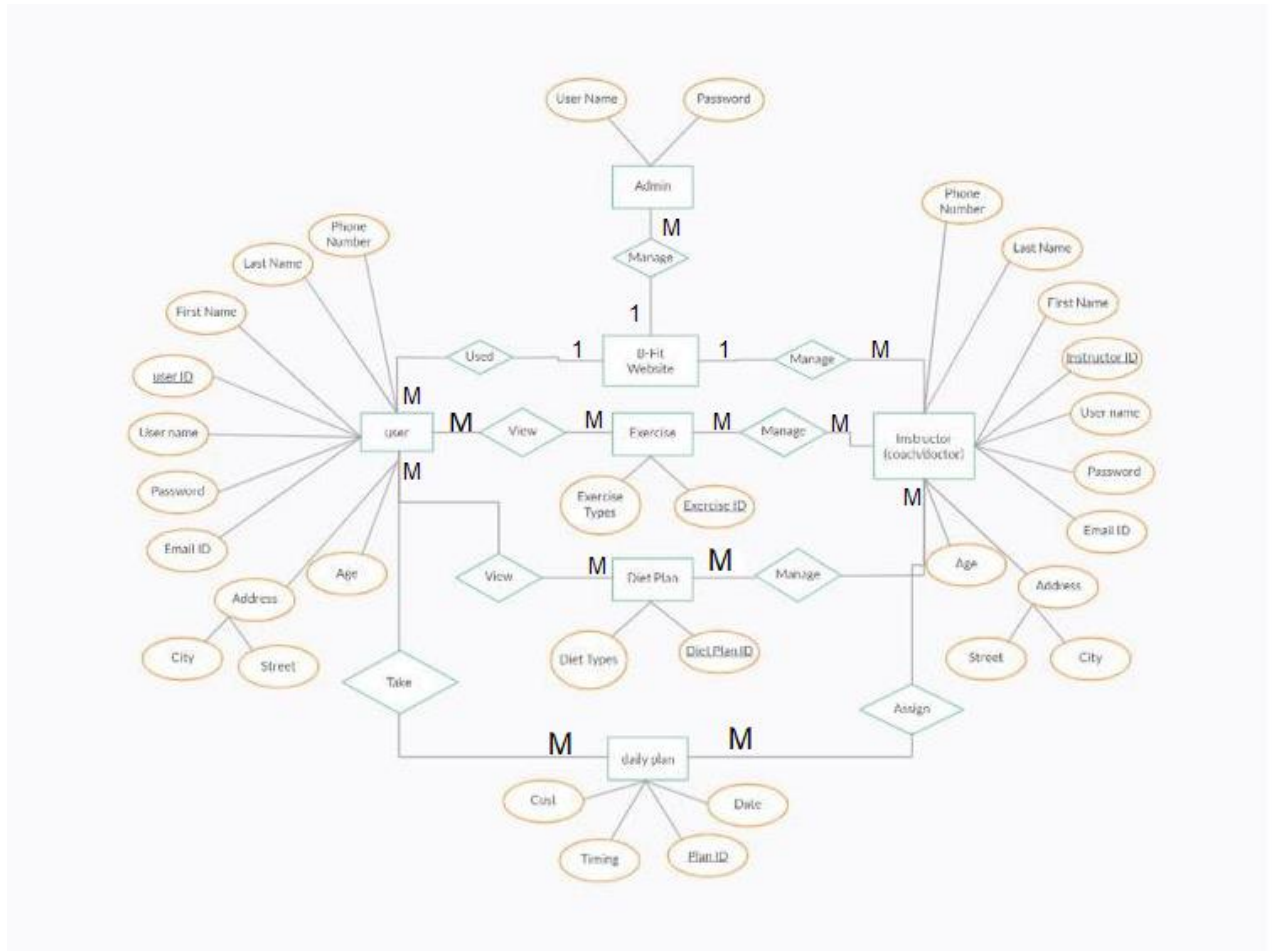 User Name
Password
Admin
M
Manage
1
Phone
Number
Last Name
First Name
user ID
User name
Password
Email ID
Address
Age
City
Street
Phone
Number
Last Name
First Name
Instructor ID
User name
Password
Email ID
Age
Address
Street
City
Used
1
B-Fit
Website
1
Manage
M
M
user
M
View
M
Exercise
M
Manage
M
Instructor
(coach/doctor)
M
M
Exercise
Types
Exercise ID
View
M
Diet Plan
M
Manage
Diet Types
Diet Plan ID
Take
Assign
M
daily plan
M
Cust
Date
Timing
Plan ID